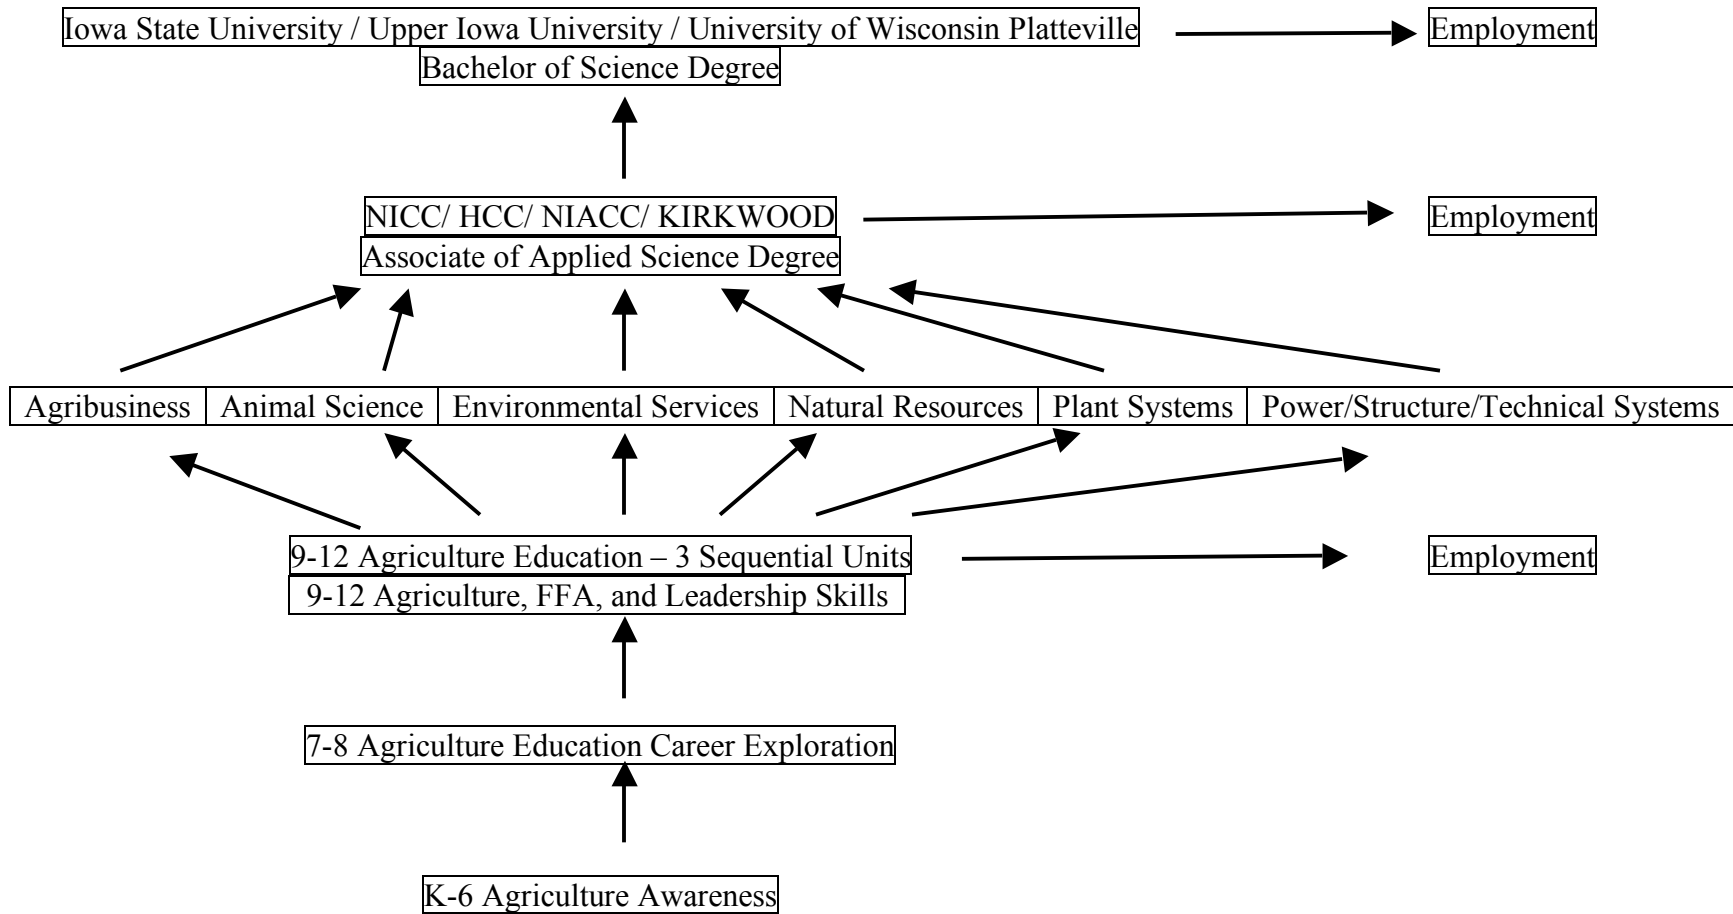 Iowa State University / Upper Iowa University / University of Wisconsin Platteville
Employment
Bachelor of Science Degree
NICC/ HCC/ NIACC/ KIRKWOOD
Employment
Associate of Applied Science Degree
Agribusiness
Animal Science
Environmental Services
Natural Resources
Plant Systems
Power/Structure/Technical Systems
9-12 Agriculture Education – 3 Sequential Units
Employment
9-12 Agriculture, FFA, and Leadership Skills
7-8 Agriculture Education Career Exploration
K-6 Agriculture Awareness